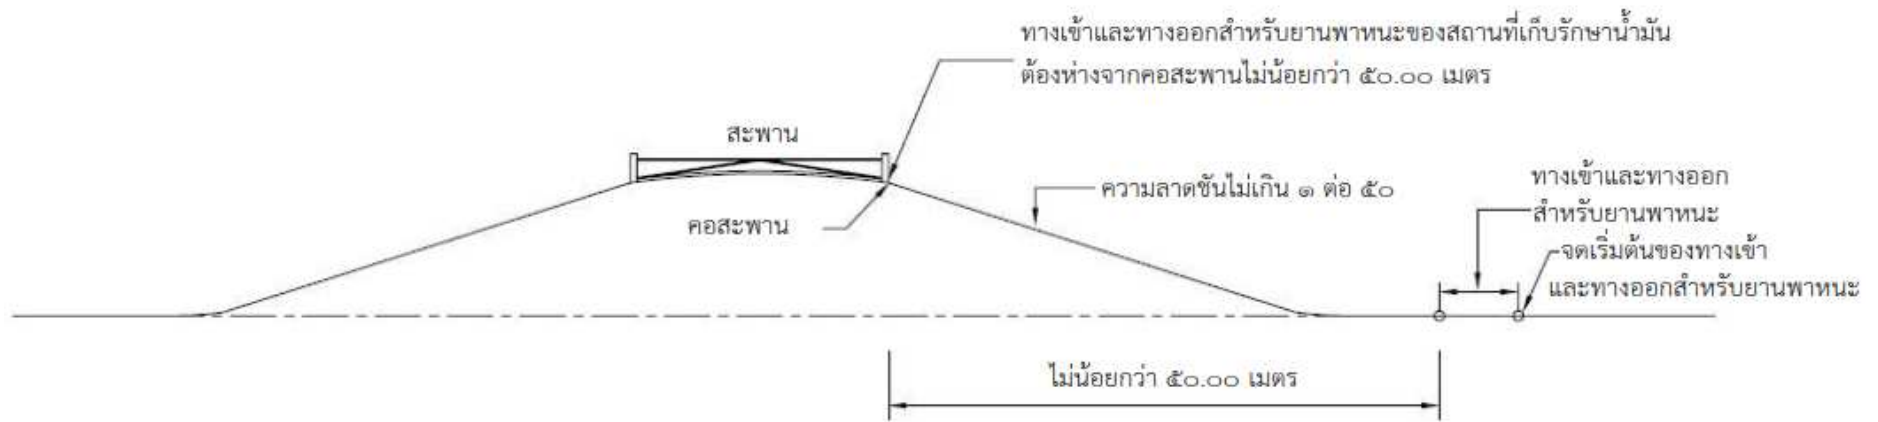 ทางเข้าและทางออกสำหรับยานพาหนะของสถานที่เก็บรักษาน้ำมัน
ต้องห่างจากคอสะพานไม่น้อยกว่า ๕๐.๐๐ เมตร
สะพาน
ความลาดชันไม่เกิน ๑ ต่อ ๕๐
คอสะพาน
ทางเข้าและทางออก
สำหรับยานพาหนะ
จดเริ่มต้นของทางเข้า
และทางออกสำหรับยานพาหนะ
ไม่น้อยกว่า ๕๐.๐๐ เมตร